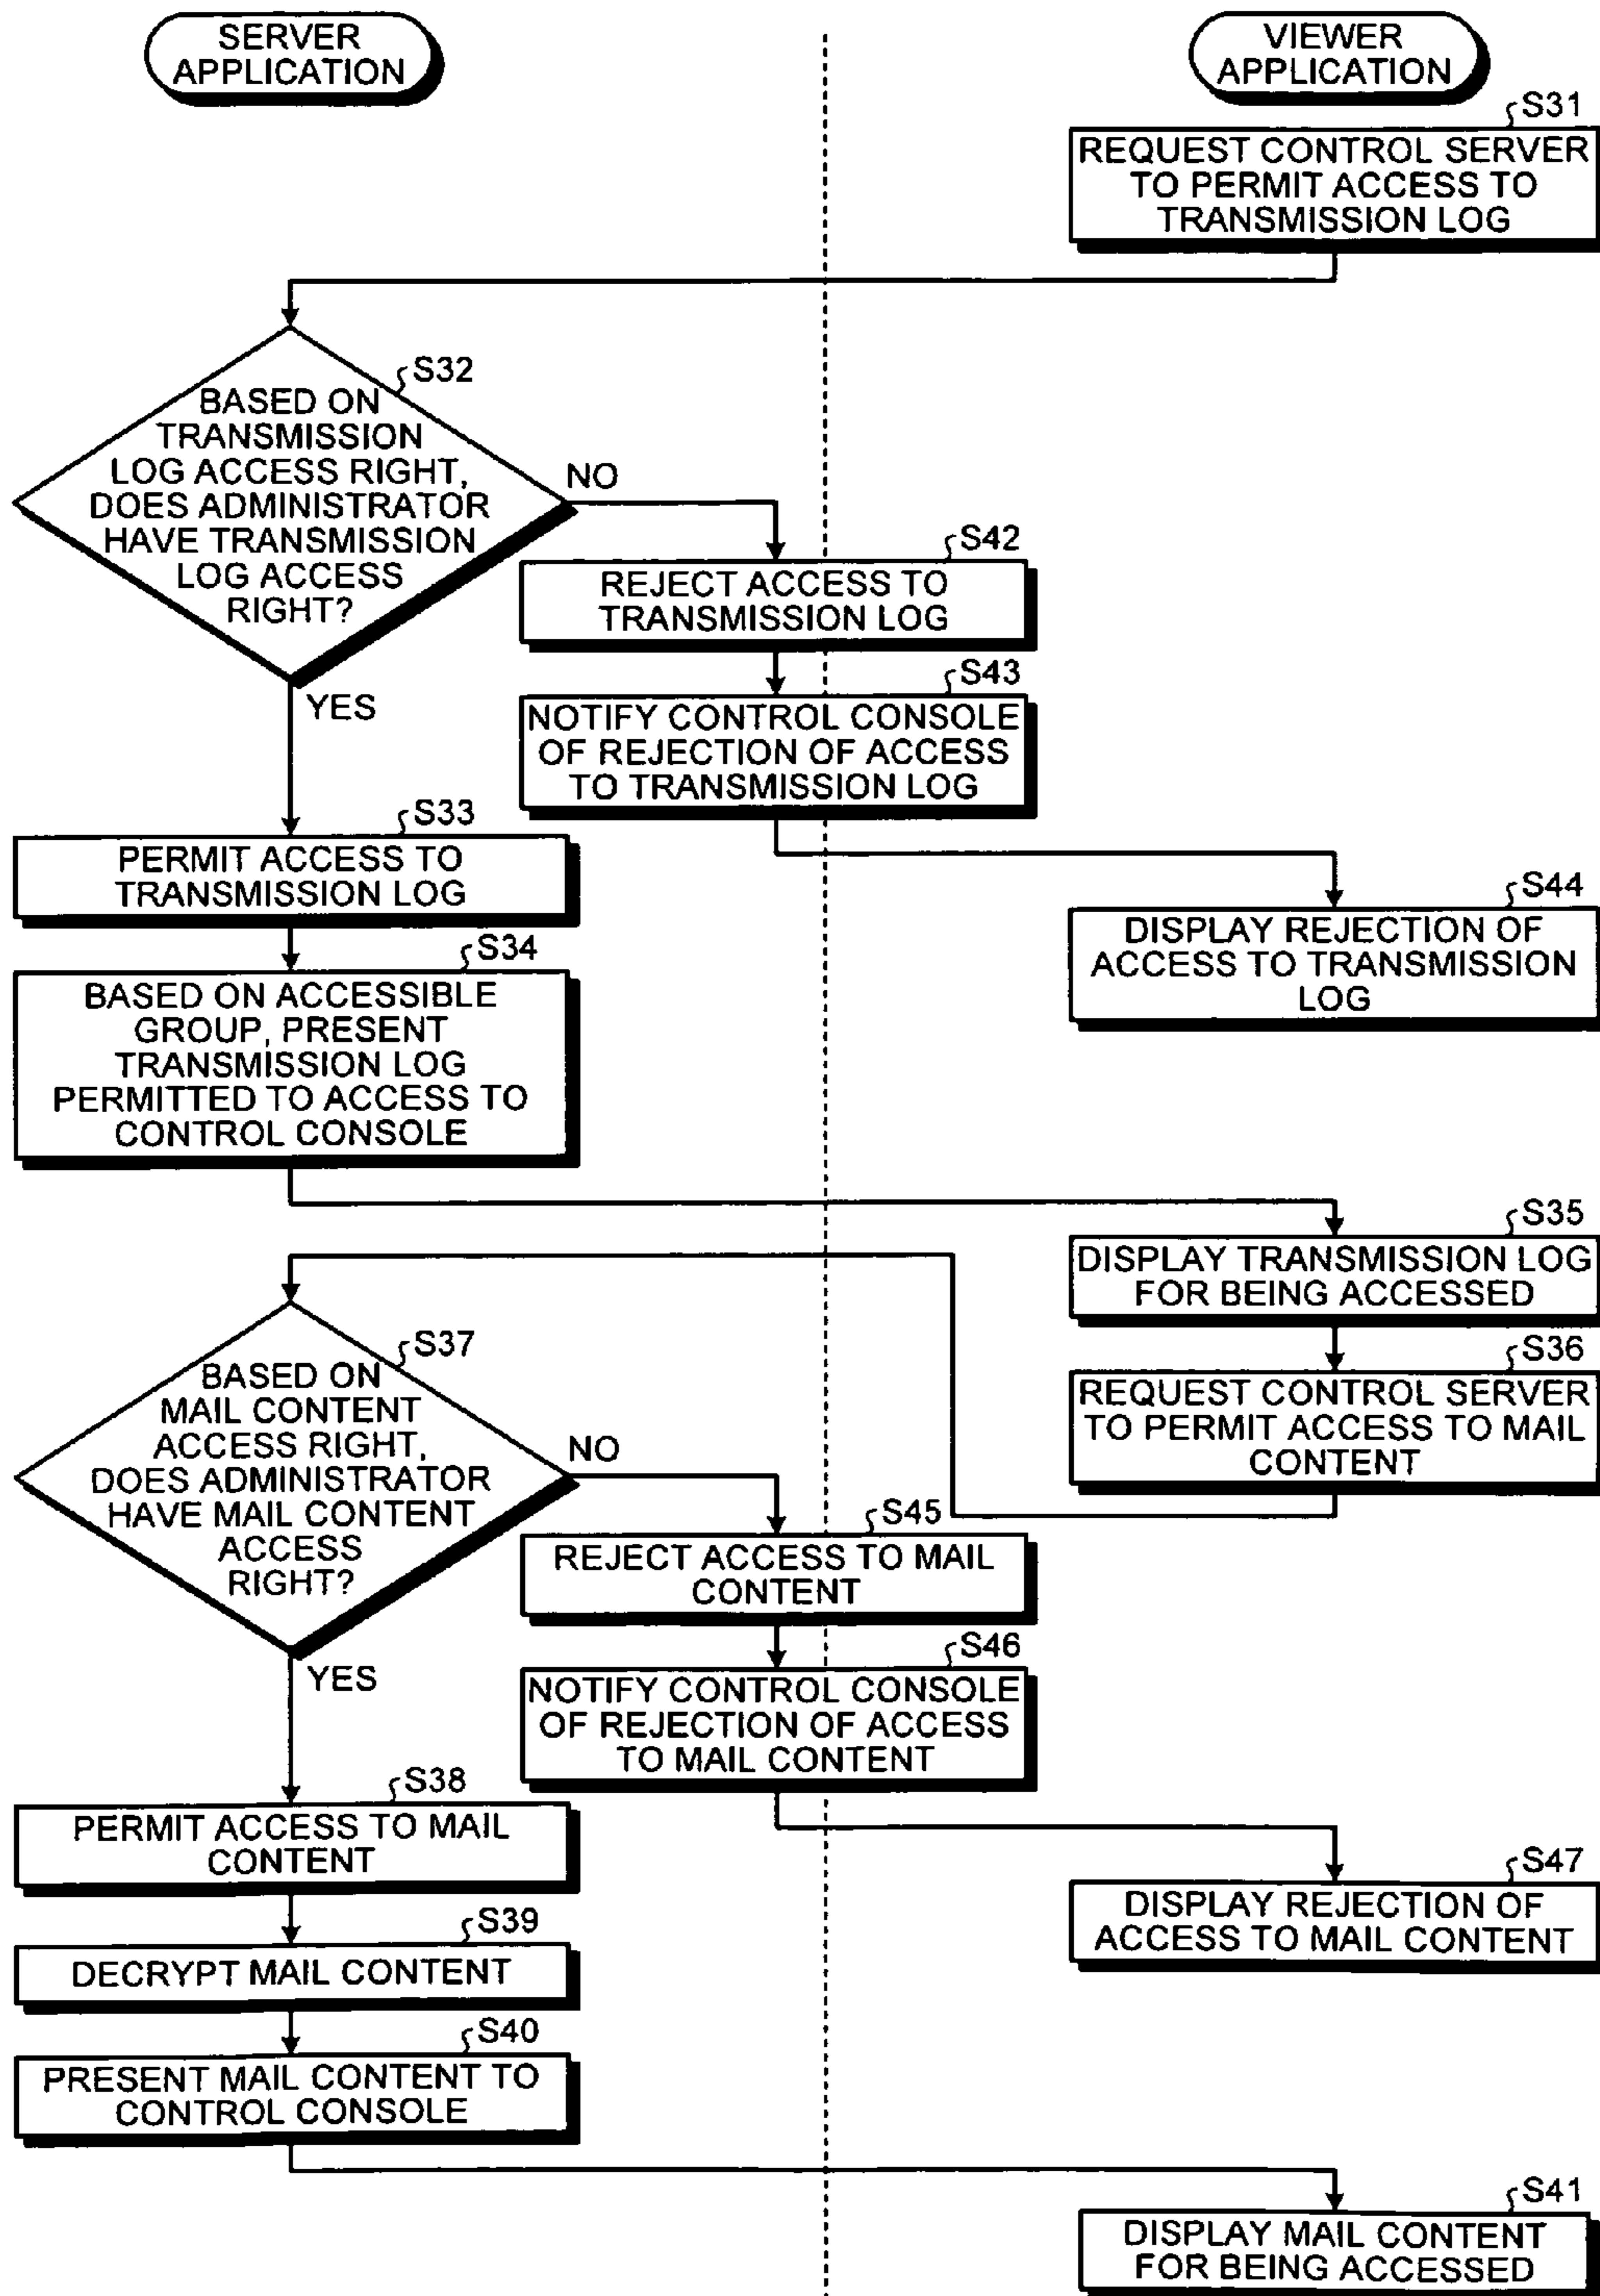 SERVER
APPLICATION
VIEWER
APPLICATION
S31
REQUEST CONTROL SERVER
TO PERMIT ACCESS TO
TRANSMISSION LOG
S32
BASED ON
TRANSMISSION
LOG ACCESS RIGHT,
DOES ADMINISTRATOR
HAVE TRANSMISSION
LOG ACCESS
RIGHT?
NO
YES
S42
REJECT ACCESS TO
TRANSMISSION LOG
S43
NOTIFY CONTROL CONSOLE
OF REJECTION OF ACCESS
TO TRANSMISSION LOG
S33
PERMIT ACCESS TO
TRANSMISSION LOG
S44
DISPLAY REJECTION OF
ACCESS TO TRANSMISSION
LOG
S34
BASED ON ACCESSIBLE
GROUP, PRESENT
TRANSMISSION LOG
PERMITTED TO ACCESS TO
CONTROL CONSOLE
S35
DISPLAY TRANSMISSION LOG
FOR BEING ACCESSED
S36
REQUEST CONTROL SERVER
TO PERMIT ACCESS TO MAIL
CONTENT
S37
BASED ON
MAIL CONTENT
ACCESS RIGHT,
DOES ADMINISTRATOR
HAVE MAIL CONTENT
ACCESS
RIGHT?
NO
YES
S45
REJECT ACCESS TO MAIL
CONTENT
S46
NOTIFY CONTROL CONSOLE
OF REJECTION OF ACCESS
TO MAIL CONTENT
S38
PERMIT ACCESS TO MAIL
CONTENT
S47
DISPLAY REJECTION OF
ACCESS TO MAIL CONTENT
S39
DECRYPT MAIL CONTENT
S40
PRESENT MAIL CONTENT TO
CONTROL CONSOLE
S41
DISPLAY MAIL CONTENT
FOR BEING ACCESSED